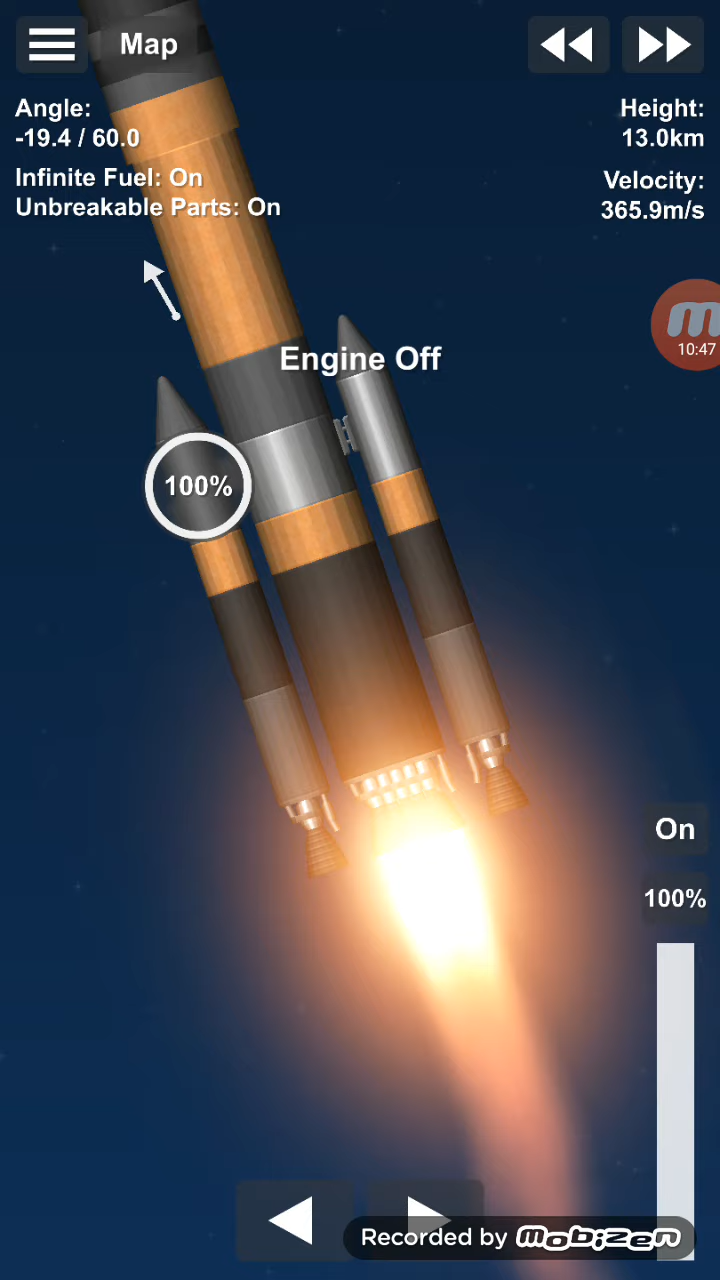 Map
Angle:
-19.4 / 60.0
Infinite Fuel: On
Unbreakable Parts: On
Height:
13.0km
Velocity:
365.9m/s
m
10:47
Engine Off
100%
On
100%
Recorded by mobizen